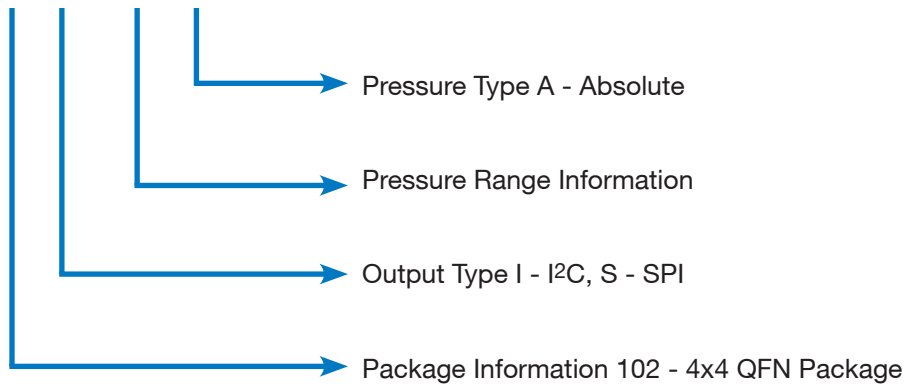 Pressure Type A - Absolute
Pressure Range Information
Output Type I - I²C, S - SPI
Package Information 102 - 4x4 QFN Package